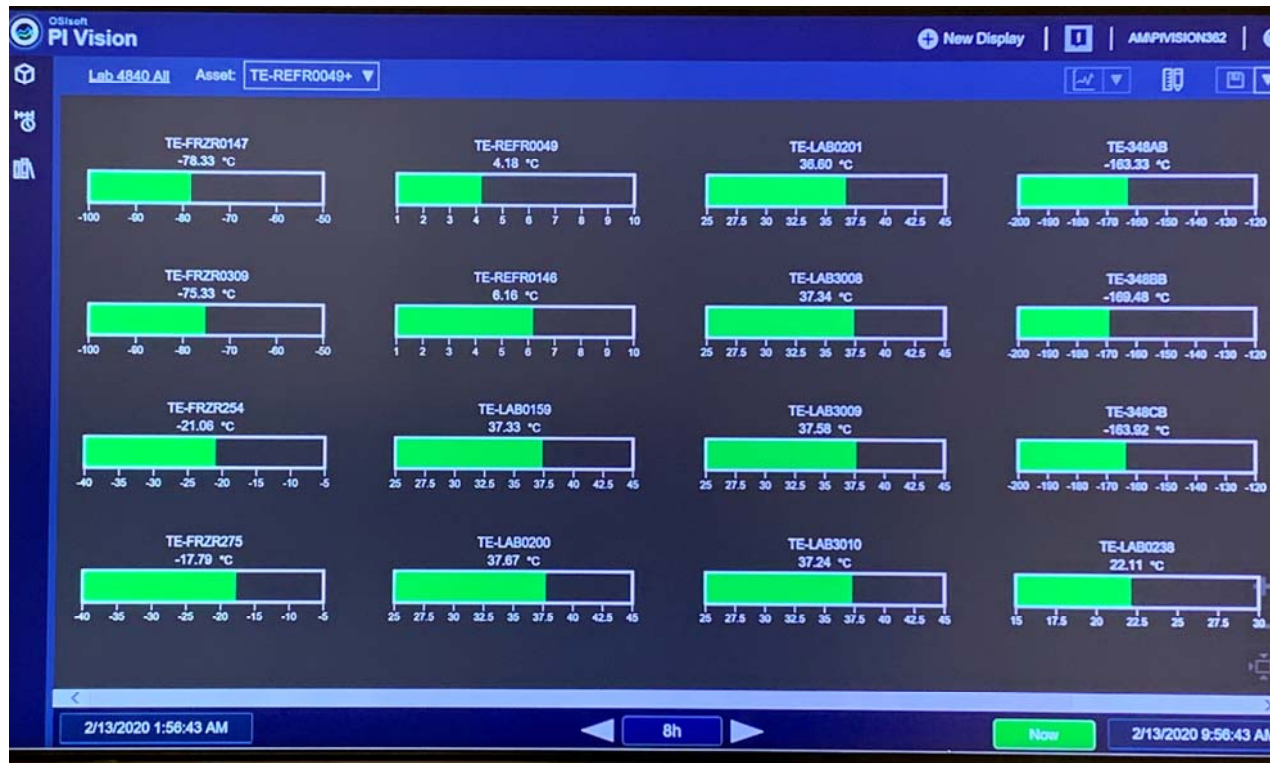 OSIsoft
PI Vision
New Display
AM\PIVISION362
Lab 4840 All Asset: TE-REFR0049+
TE-FRZR0147
-78.33 °C
-100 -90 -80 -70 -60 -50
TE-REFR0049
4.18 °C
1 2 3 4 5 6 7 8 9 10
TE-LAB0201
36.60 °C
25 27.5 30 32.5 35 37.5 40 42.5 45
TE-348AB
-163.33 °C
-200 -190 -180 -170 -160 -150 -140 -130 -120
TE-FRZR0309
-75.33 °C
-100 -90 -80 -70 -60 -50
TE-REFR0146
6.16 °C
1 2 3 4 5 6 7 8 9 10
TE-LAB3008
37.34 °C
25 27.5 30 32.5 35 37.5 40 42.5 45
TE-348BB
-169.48 °C
-200 -190 -180 -170 -160 -150 -140 -130 -120
TE-FRZR254
-21.06 °C
-40 -35 -30 -25 -20 -15 -10 -5
TE-LAB0159
37.33 °C
25 27.5 30 32.5 35 37.5 40 42.5 45
TE-LAB3009
37.58 °C
25 27.5 30 32.5 35 37.5 40 42.5 45
TE-348CB
-163.92 °C
-200 -190 -180 -170 -160 -150 -140 -130 -120
TE-FRZR275
-17.79 °C
-40 -35 -30 -25 -20 -15 -10 -5
TE-LAB0200
37.67 °C
25 27.5 30 32.5 35 37.5 40 42.5 45
TE-LAB3010
37.24 °C
25 27.5 30 32.5 35 37.5 40 42.5 45
TE-LAB0238
22.11 °C
15 17.5 20 22.5 25 27.5 30
2/13/2020 1:56:43 AM
8h
Now
2/13/2020 9:56:43 AM